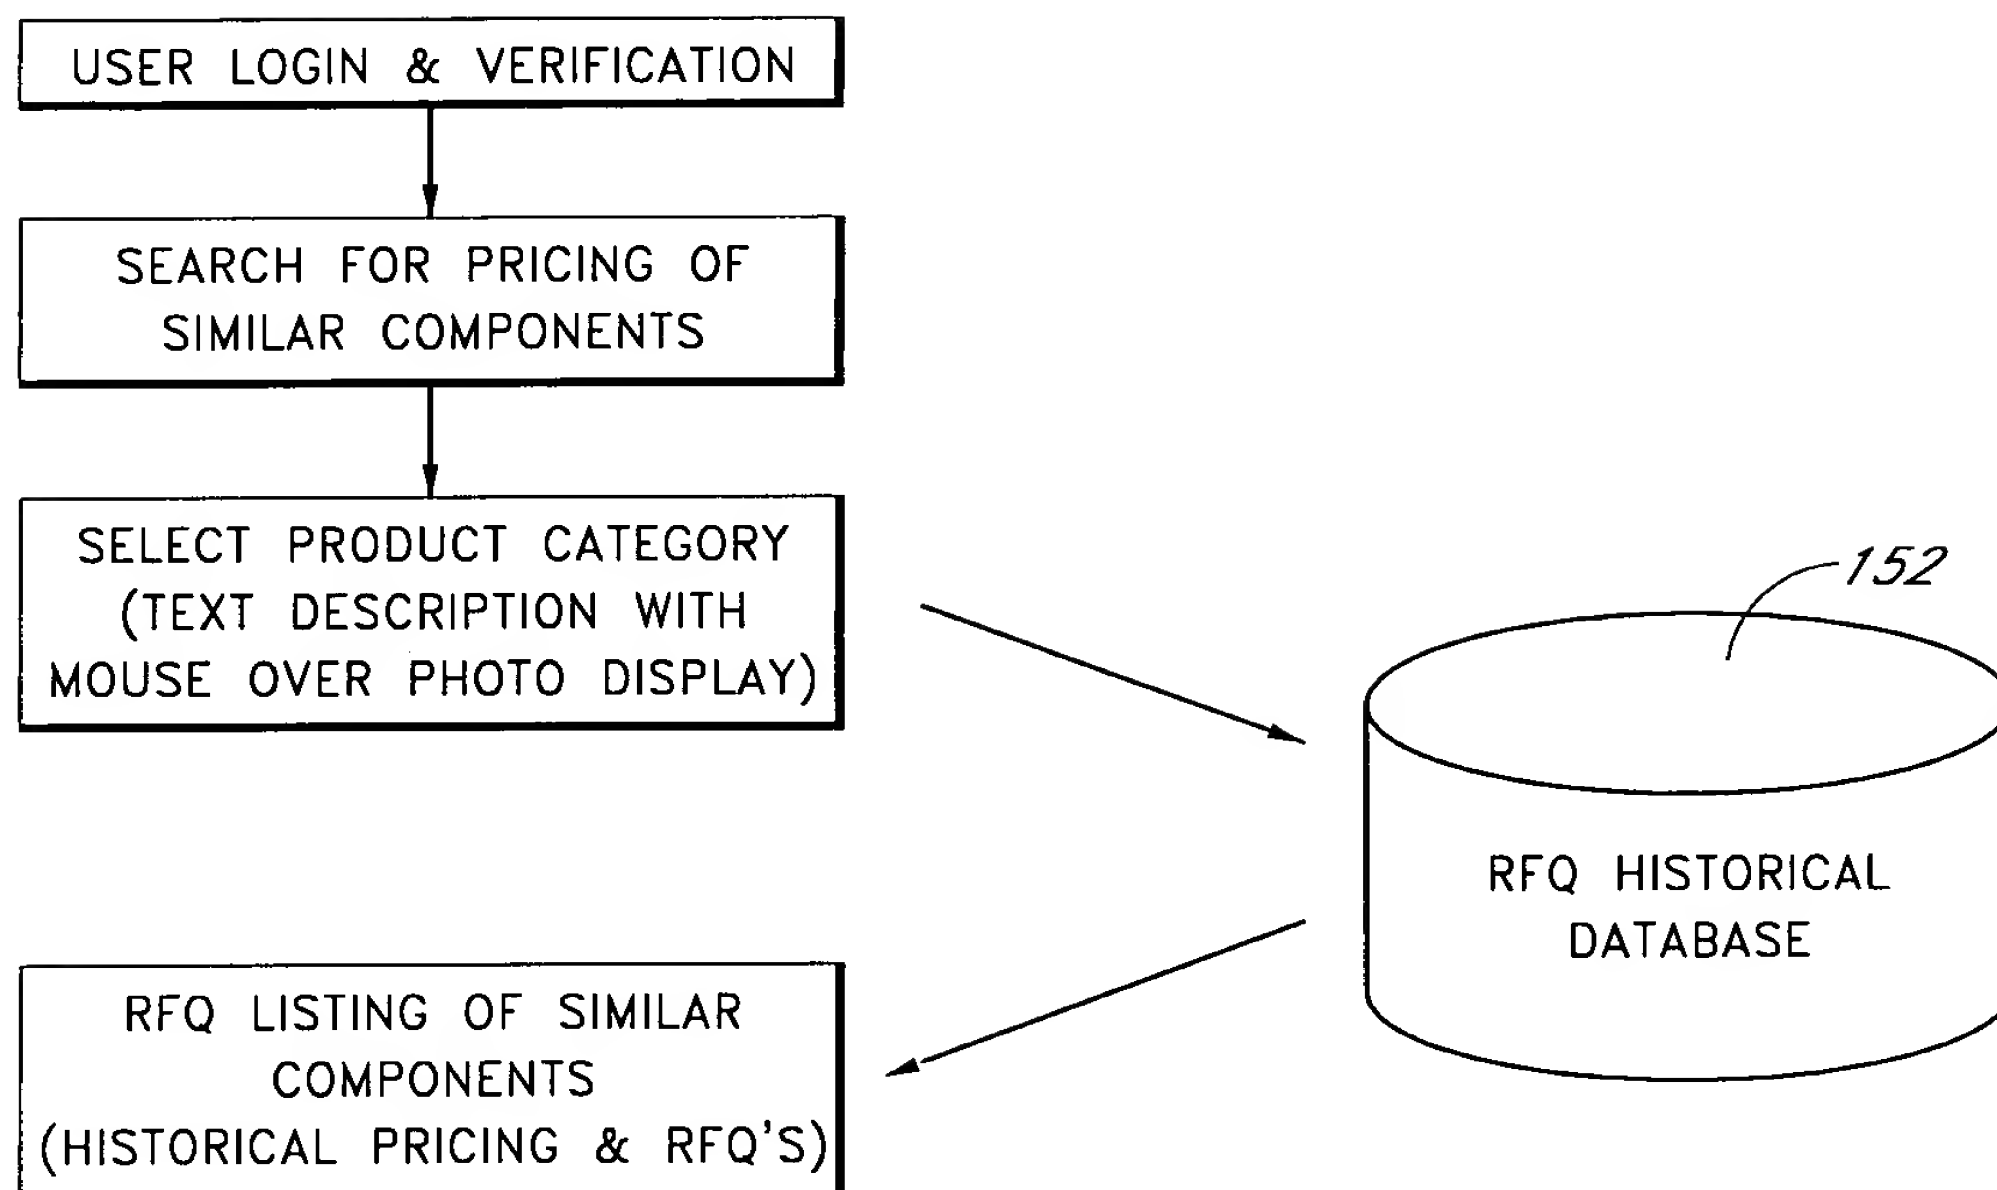 USER LOGIN & VERIFICATION
SEARCH FOR PRICING OF
SIMILAR COMPONENTS
SELECT PRODUCT CATEGORY
(TEXT DESCRIPTION WITH
MOUSE OVER PHOTO DISPLAY)
152
RFQ HISTORICAL
DATABASE
RFQ LISTING OF SIMILAR
COMPONENTS
(HISTORICAL PRICING & RFQ'S)